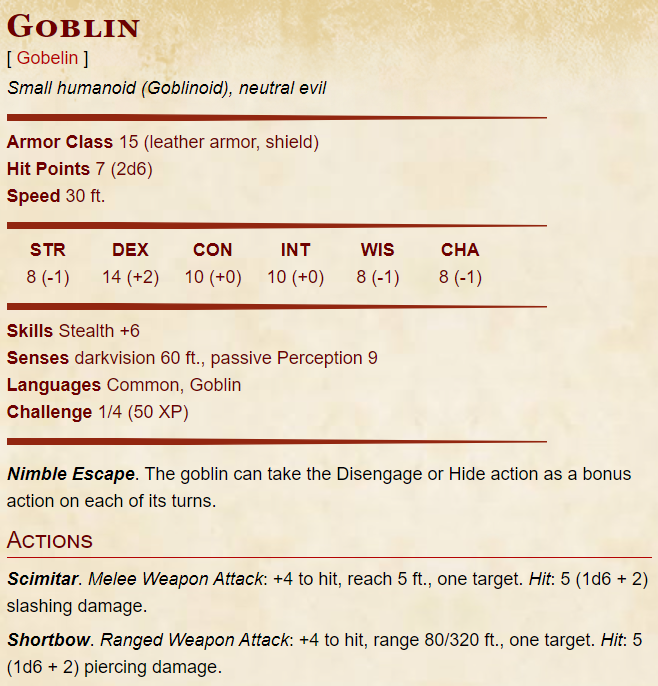 Goblin
[ Gobelin ]
Small humanoid (Goblinoid), neutral evil
Armor Class 15 (leather armor, shield)
Hit Points 7 (2d6)
Speed 30 ft.
STR DEX CON INT WIS CHA
8 (-1) 14 (+2) 10 (+0) 10 (+0) 8 (-1) 8 (-1)
Skills Stealth +6
Senses darkvision 60 ft., passive Perception 9
Languages Common, Goblin
Challenge 1/4 (50 XP)
Nimble Escape. The goblin can take the Disengage or Hide action as a bonus
action on each of its turns.
Actions
Scimitar. Melee Weapon Attack: +4 to hit, reach 5 ft., one target. Hit: 5 (1d6 + 2)
slashing damage.
Shortbow. Ranged Weapon Attack: +4 to hit, range 80/320 ft., one target. Hit: 5
(1d6 + 2) piercing damage.